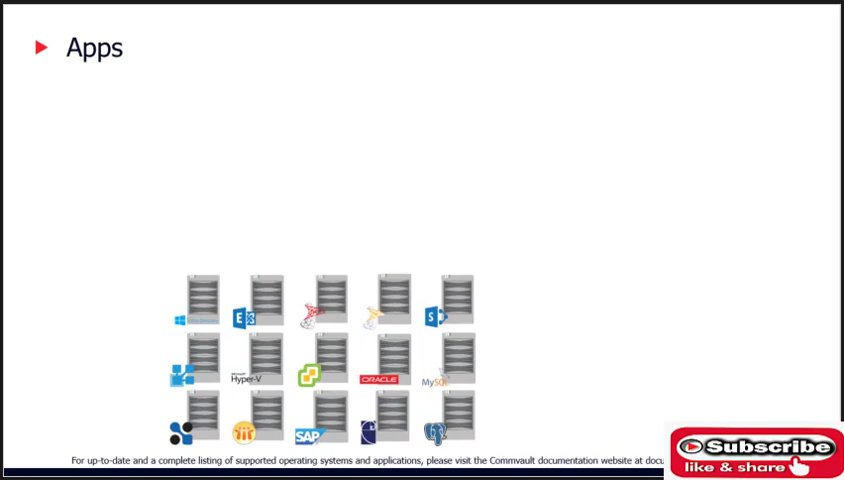 Apps
E
S
Microsoft
Hyper-V
ORACLE
MySQL
SAP
For up-to-date and a complete listing of supported operating systems and applications, please visit the Commvault documentation website at
Subscribe
like & share